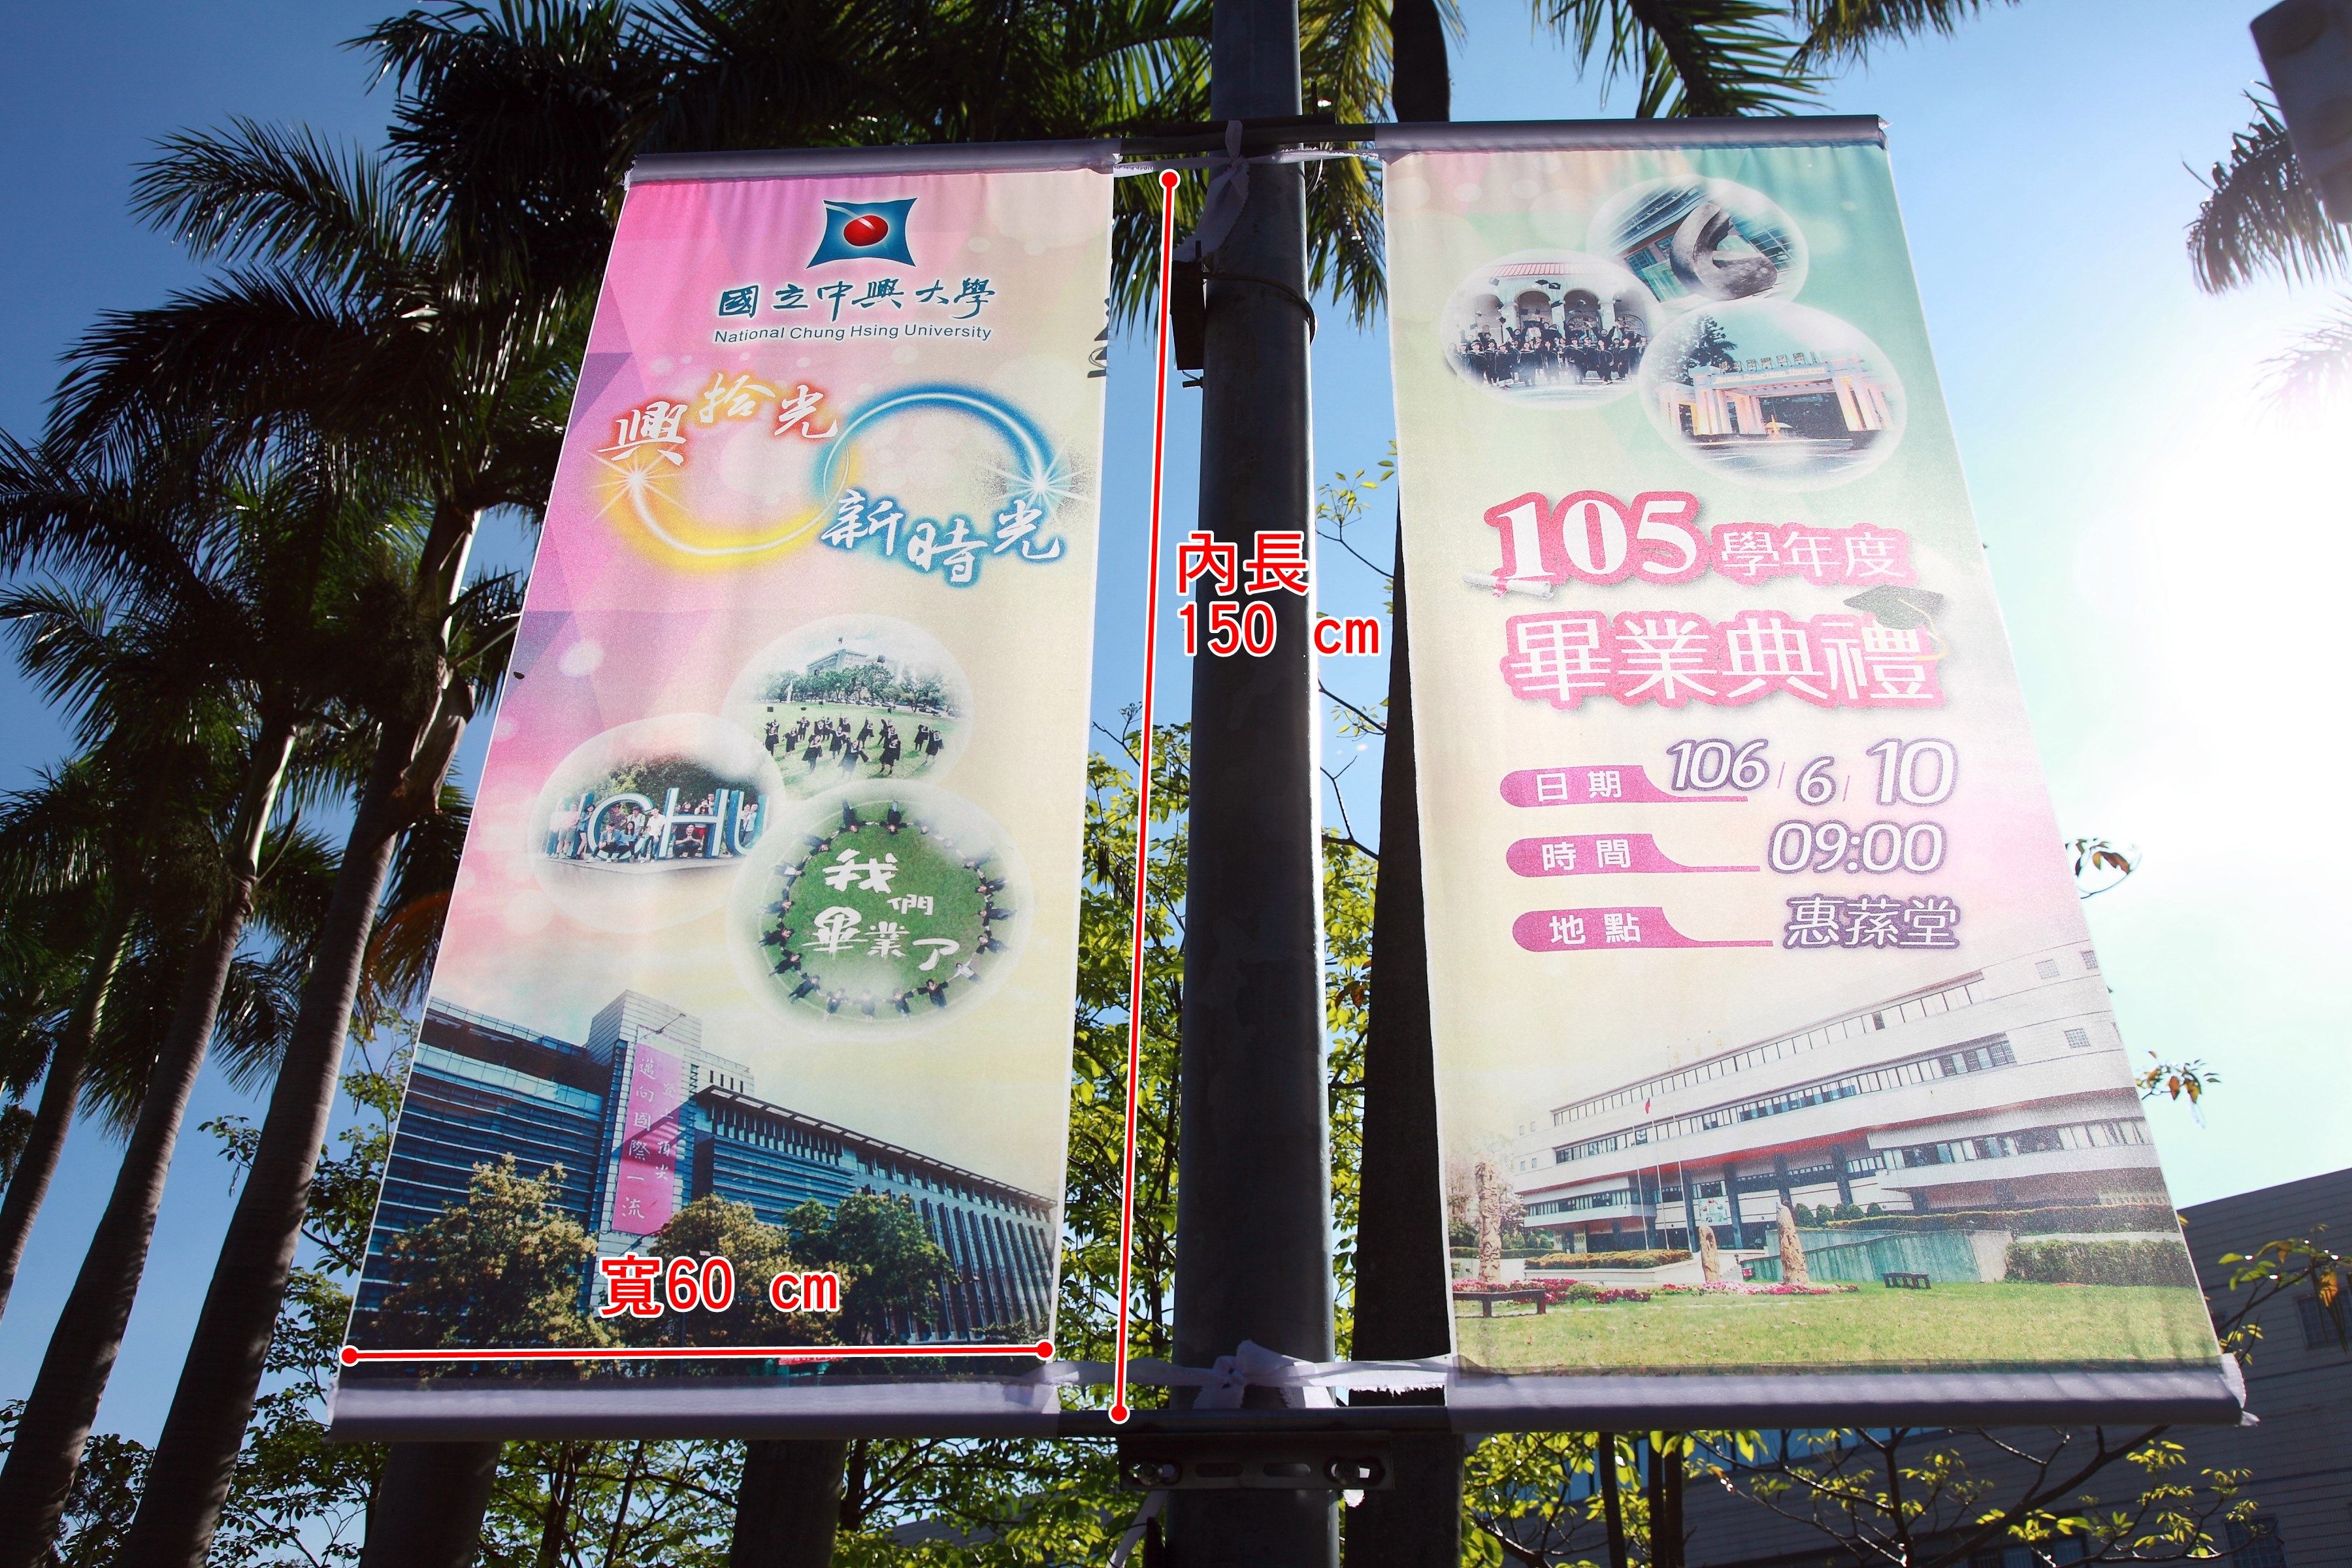 國立中興大學
National Chung Hsing University
興拾光
新時光
NCHU
我們
畢業了
邁向國際一流
內長
150 cm
寬60 cm
105學年度
畢業典禮
日期 106/6/10
時間 09:00
地點 惠蓀堂